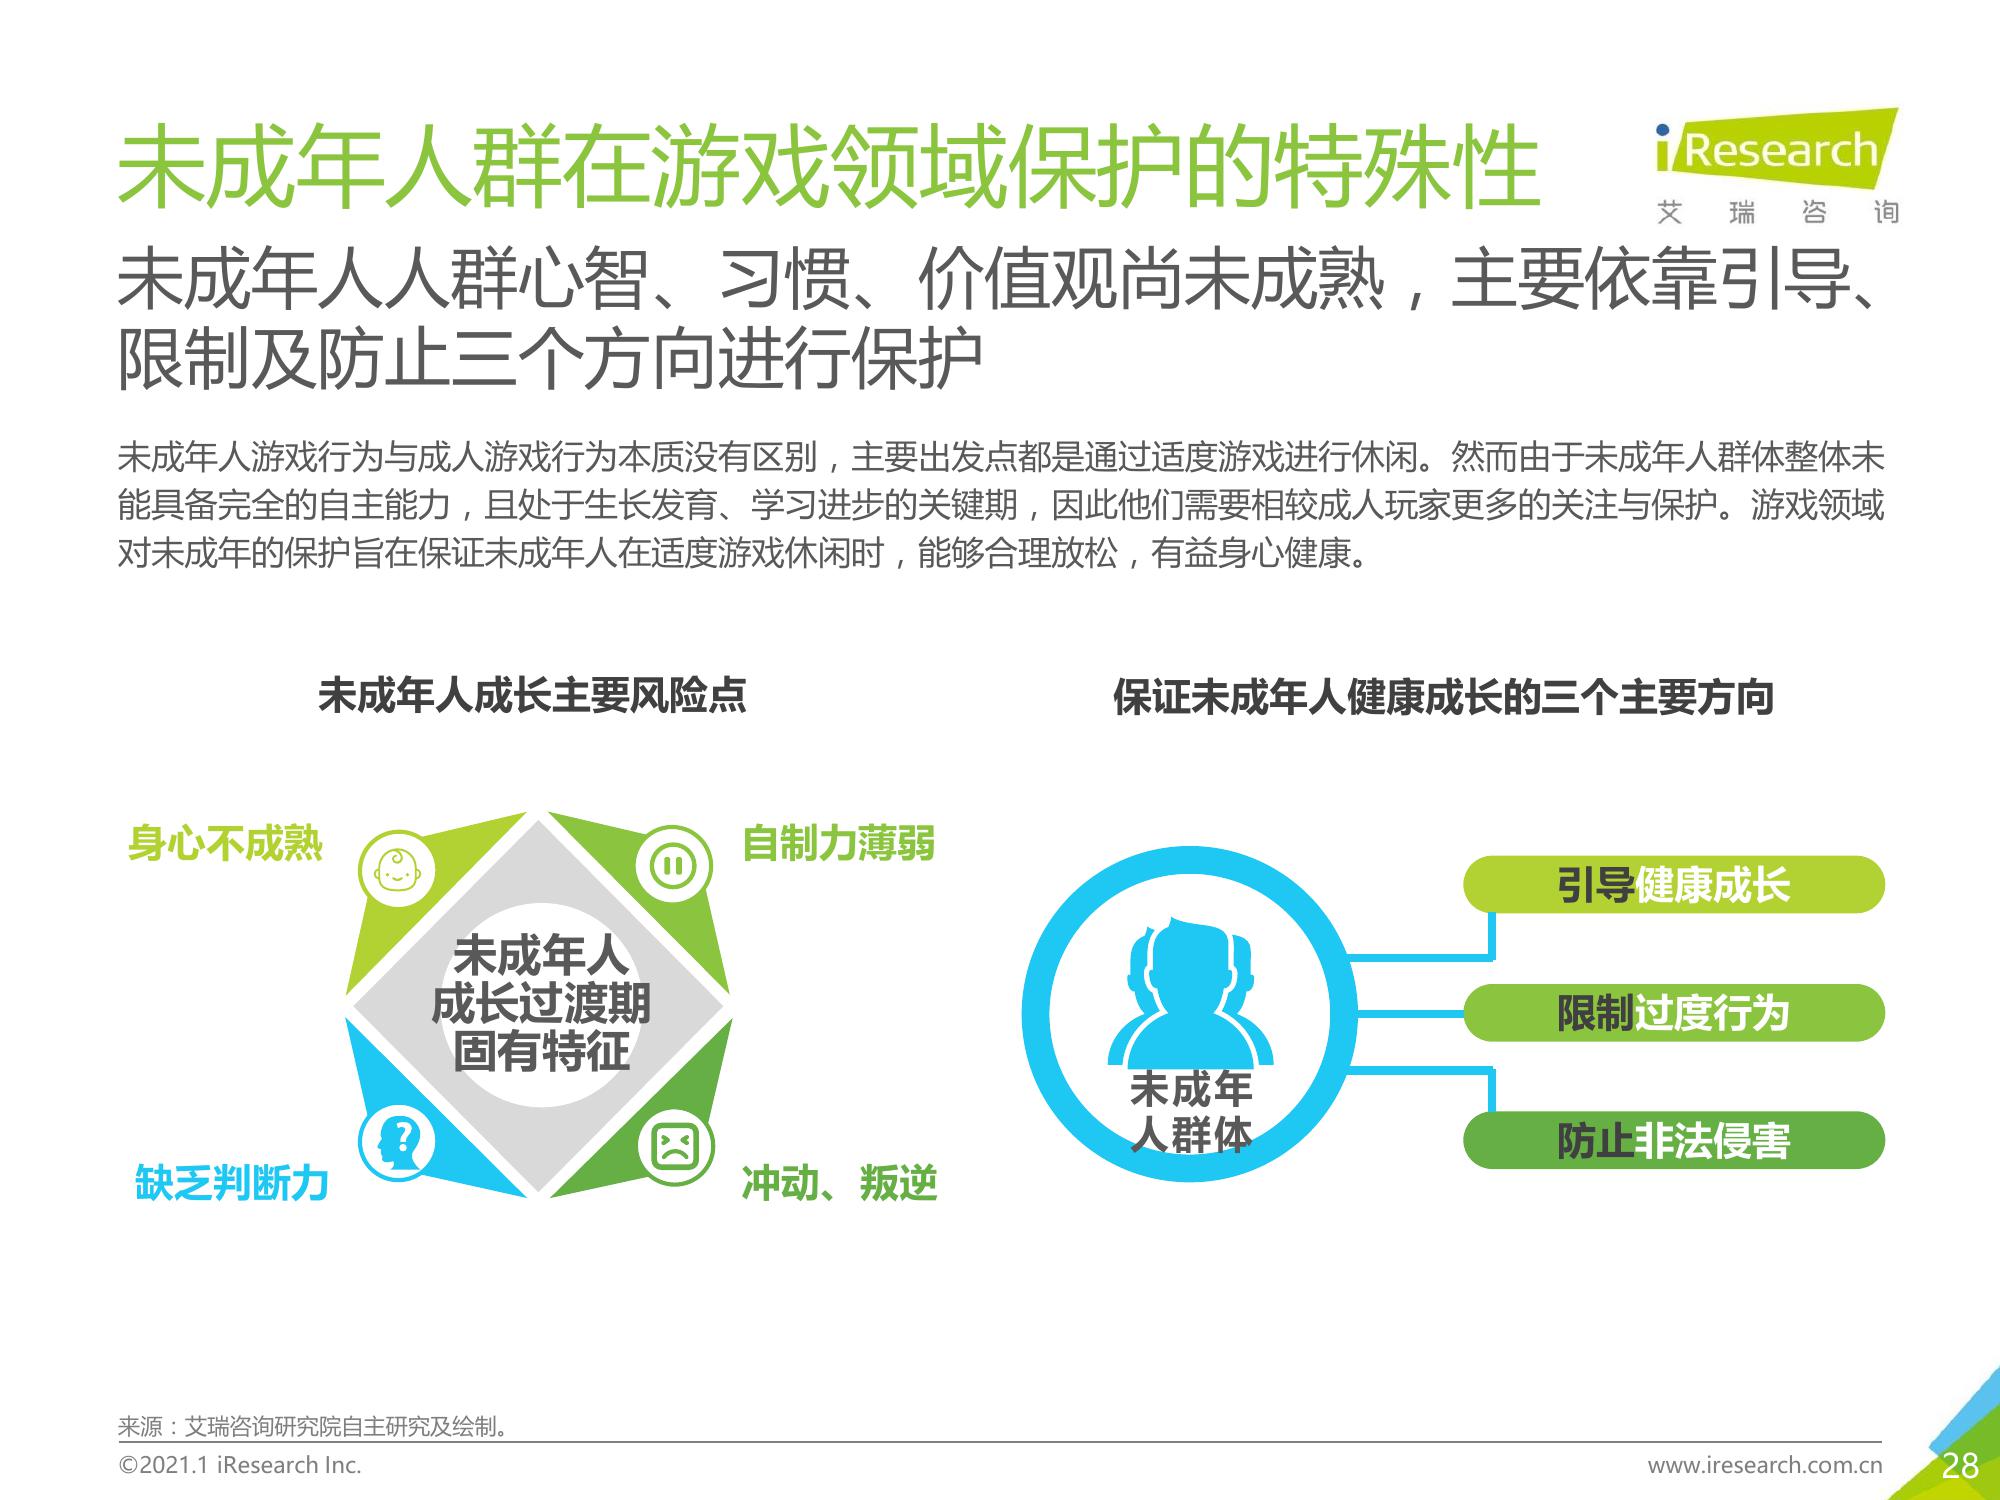 未成年人群在游戏领域保护的特殊性
iResearch
艾瑞咨询
未成年人人群心智、习惯、价值观尚未成熟，主要依靠引导、
限制及防止三个方向进行保护
未成年人游戏行为与成人游戏行为本质没有区别，主要出发点都是通过适度游戏进行休闲。然而由于未成年人群体整体未
能具备完全的自主能力，且处于生长发育、学习进步的关键期，因此他们需要相较成人玩家更多的关注与保护。游戏领域
对未成年的保护旨在保证未成年人在适度游戏休闲时，能够合理放松，有益身心健康。
未成年人成长主要风险点
身心不成熟
自制力薄弱
未成年人
成长过渡期
固有特征
缺乏判断力
冲动、叛逆
保证未成年人健康成长的三个主要方向
未成年
人群体
引导健康成长
限制过度行为
防止非法侵害
来源：艾瑞咨询研究院自主研究及绘制。
©2021.1 iResearch Inc.
www.iresearch.com.cn
28